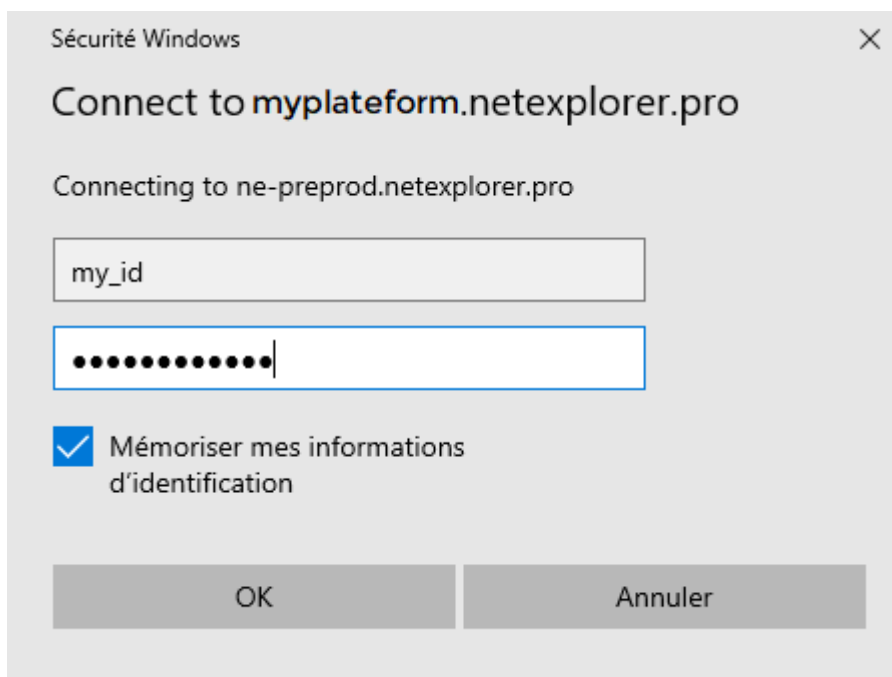 Sécurité Windows
Connect to myplateform.netexplorer.pro
Connecting to ne-preprod.netexplorer.pro
my_id
●●●●●●●●●●●●
Mémoriser mes informations
d’identification
OK
Annuler